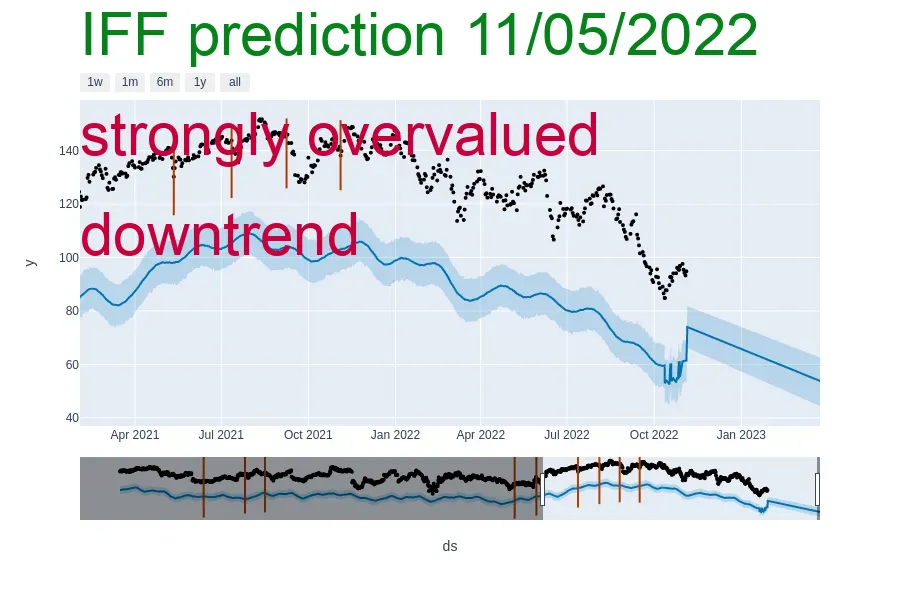 IFF prediction 11/05/2022
1w 1m 6m 1y all
strongly overvalued
downtrend
140
120
100
80
60
40
y
Apr 2021 Jul 2021 Oct 2021 Jan 2022 Apr 2022 Jul 2022 Oct 2022 Jan 2023
ds